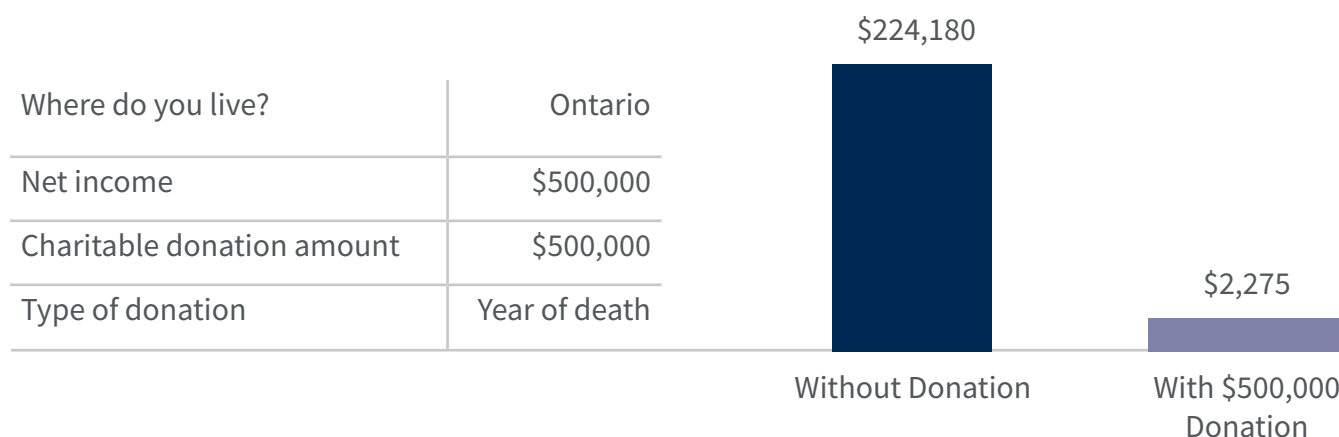 Where do you live? Ontario
Net income $500,000
Charitable donation amount $500,000
Type of donation Year of death
$224,180
$2,275
Without Donation
With $500,000
Donation